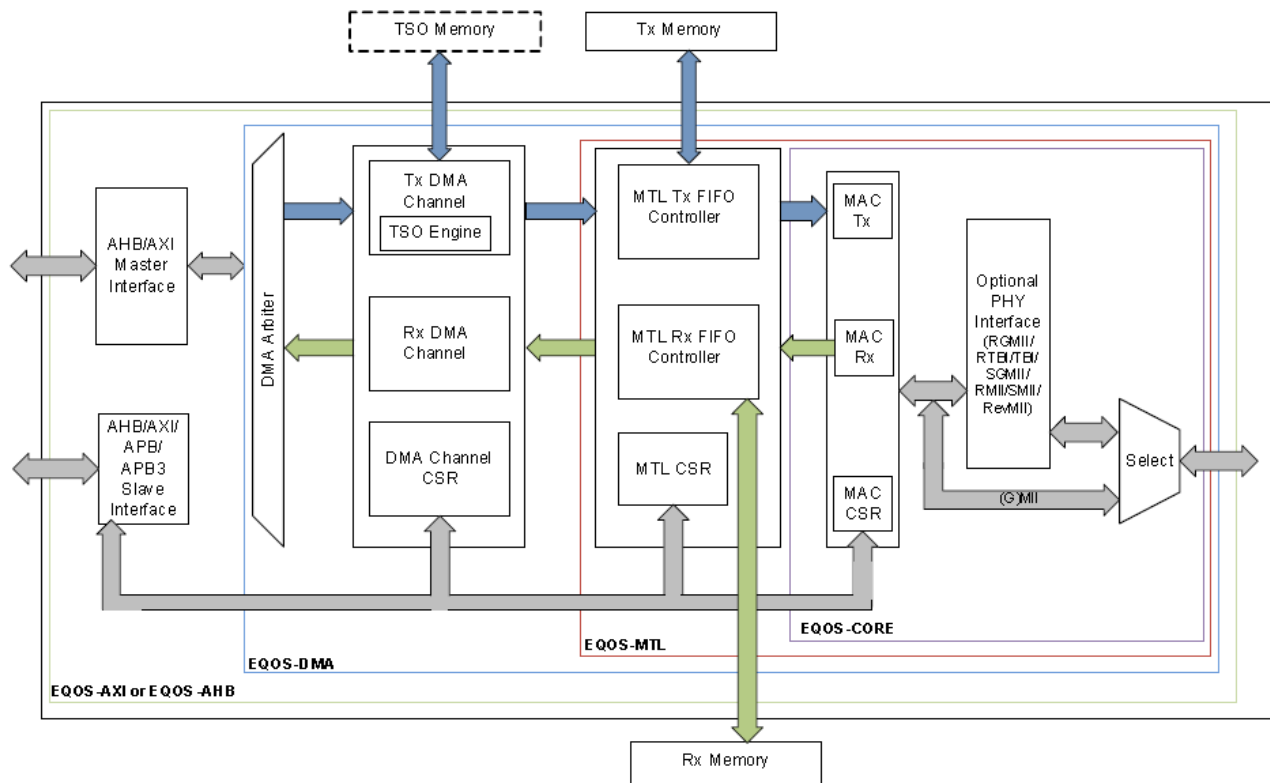 TSO Memory
Tx Memory
Tx DMA
Channel
TSO Engine
MTL Tx FIFO
Controller
MAC
Tx
AHB/AXI
Master
Interface
DMA Arbiter
Rx DMA
Channel
MTL Rx FIFO
Controller
MAC
Rx
Optional
PHY
Interface
(RGMII/
RTBI/TBI/
SGMII/
RMII/SMII/
RevMII)
AHB/AXI/
APB/
APB3
Slave
Interface
DMA Channel
CSR
MTL CSR
MAC
CSR
(G)MII
Select
EQOS-CORE
EQOS-MTL
EQOS-DMA
EQOS-AXI or EQOS-AHB
Rx Memory